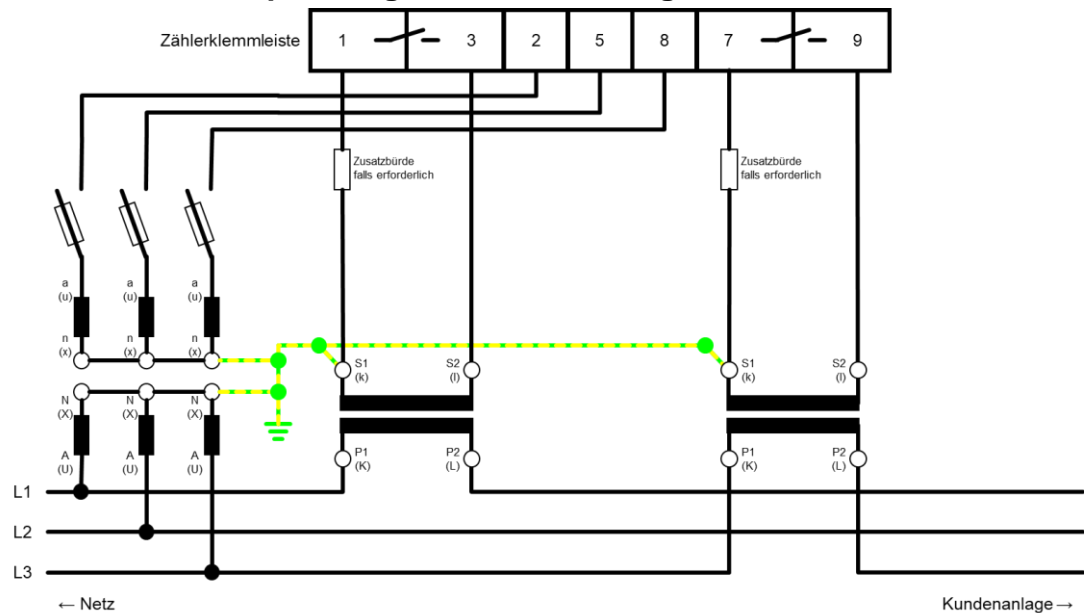 Zählerklemmleiste 1 3 2 5 8 7 9
Zusatzbürde
falls erforderlich
Zusatzbürde
falls erforderlich
a
(u)
a
(u)
a
(u)
n
(x)
n
(x)
n
(x)
S1
(k)
S2
(l)
S1
(k)
S2
(l)
N
(X)
N
(X)
N
(X)
A
(U)
A
(U)
A
(U)
P1
(K)
P2
(L)
P1
(K)
P2
(L)
L1
L2
L3
← Netz
Kundenanlage →